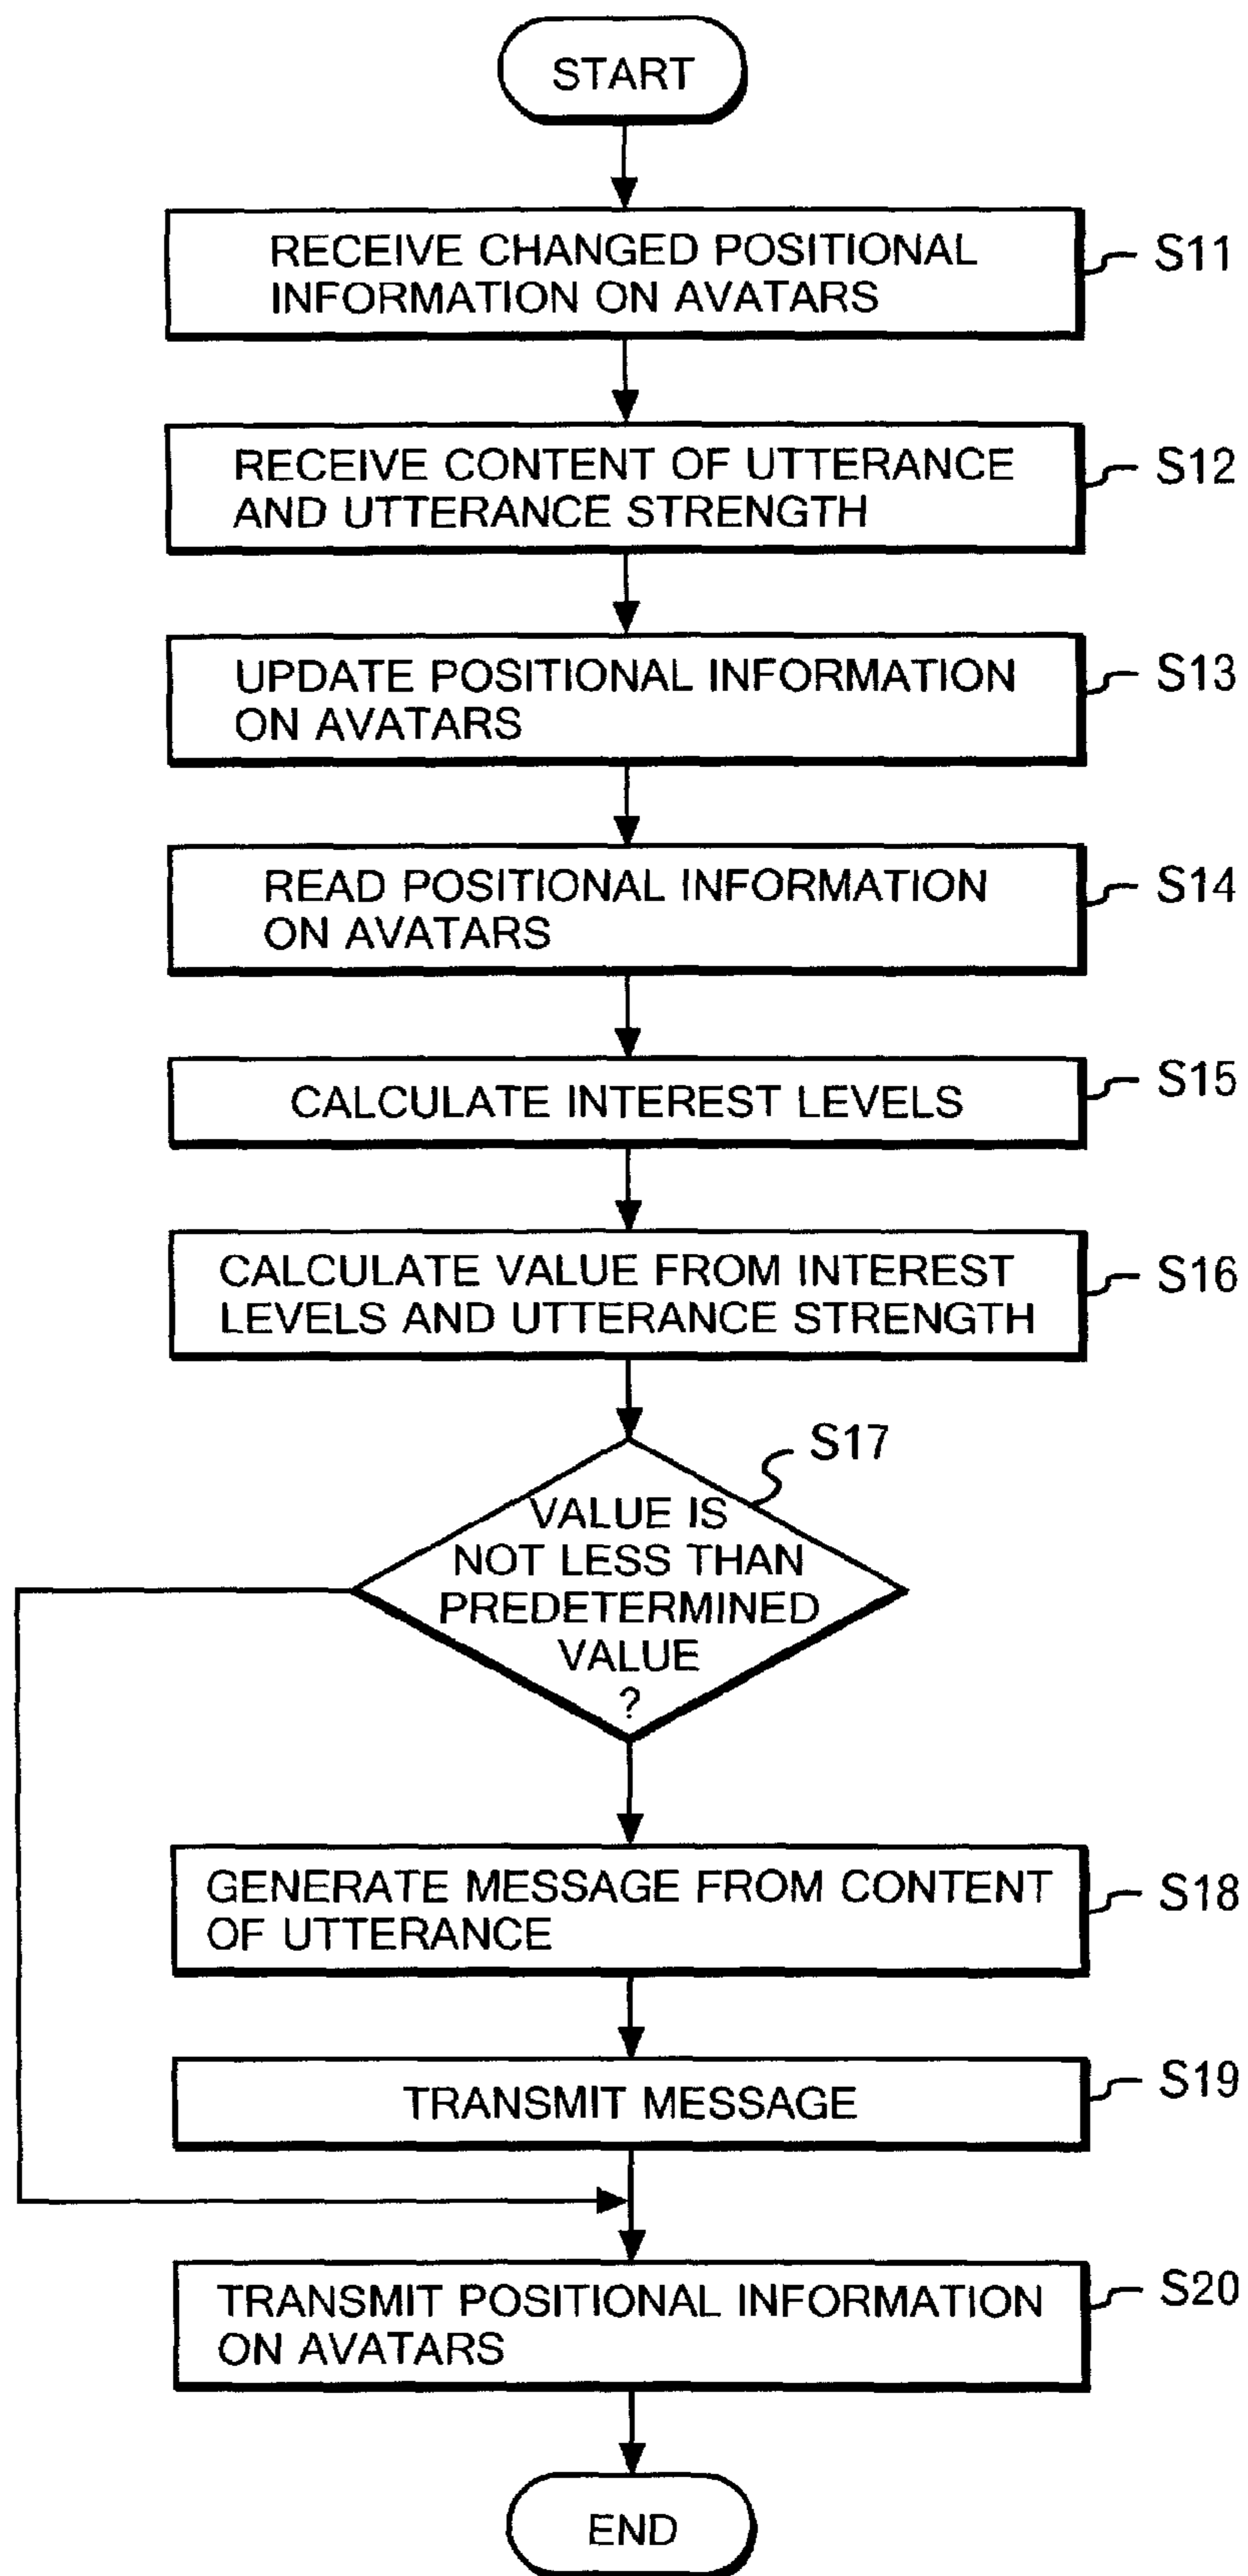 START
RECEIVE CHANGED POSITIONAL
INFORMATION ON AVATARS
S11
RECEIVE CONTENT OF UTTERANCE
AND UTTERANCE STRENGTH
S12
UPDATE POSITIONAL INFORMATION
ON AVATARS
S13
READ POSITIONAL INFORMATION
ON AVATARS
S14
CALCULATE INTEREST LEVELS
S15
CALCULATE VALUE FROM INTEREST
LEVELS AND UTTERANCE STRENGTH
S16
S17
VALUE IS
NOT LESS THAN
PREDETERMINED
VALUE
?
GENERATE MESSAGE FROM CONTENT
OF UTTERANCE
S18
TRANSMIT MESSAGE
S19
TRANSMIT POSITIONAL INFORMATION
ON AVATARS
S20
END